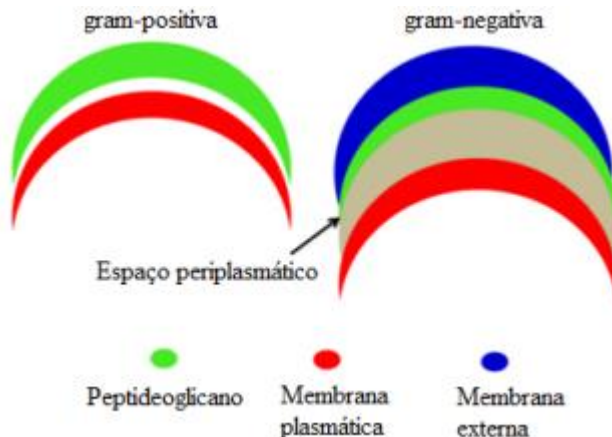 gram-positiva
gram-negativa
Espaço periplasmático
Peptideoglicano
Membrana
plasmática
Membrana
externa